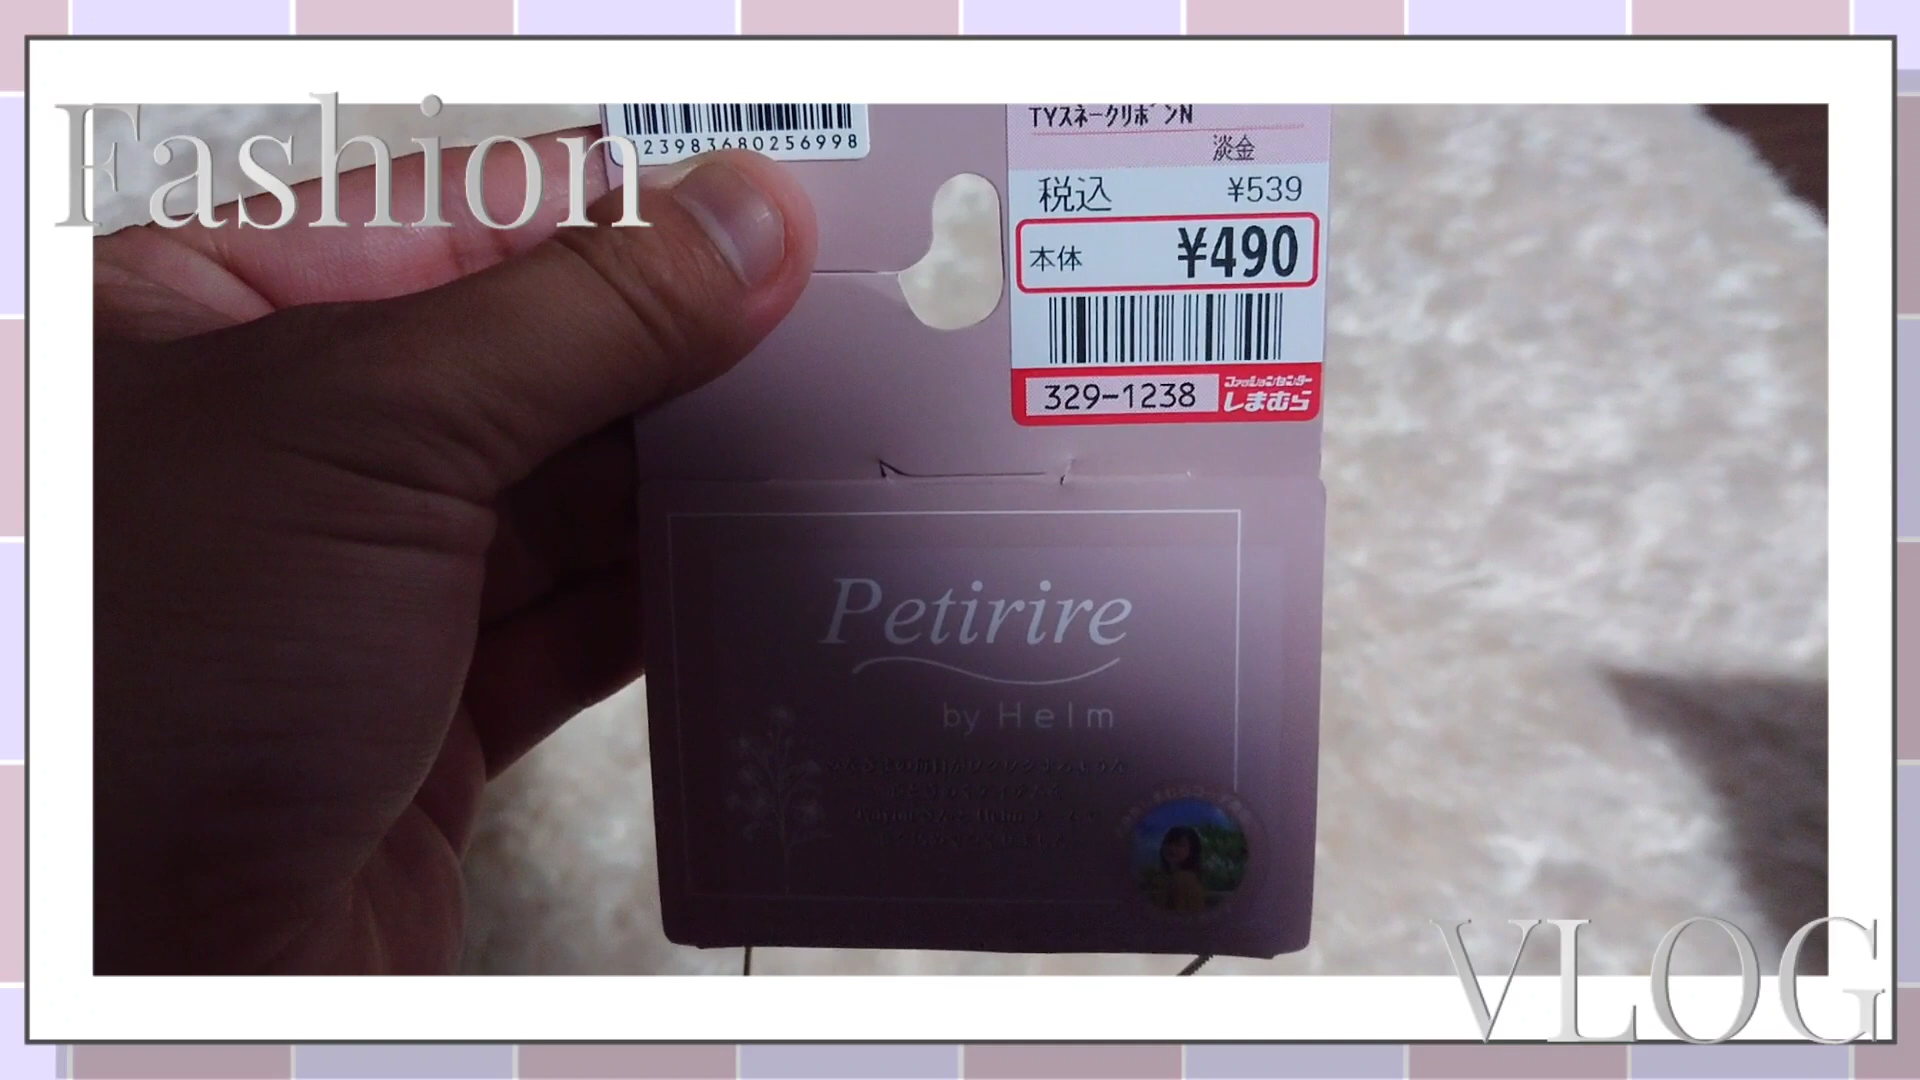 Fashion
23983680256998
TYスネークリボンN
淡金
税込 ¥539
本体 ¥490
329-1238 ファッションセンター
しまむら
Petirire
by Helm
VLOG